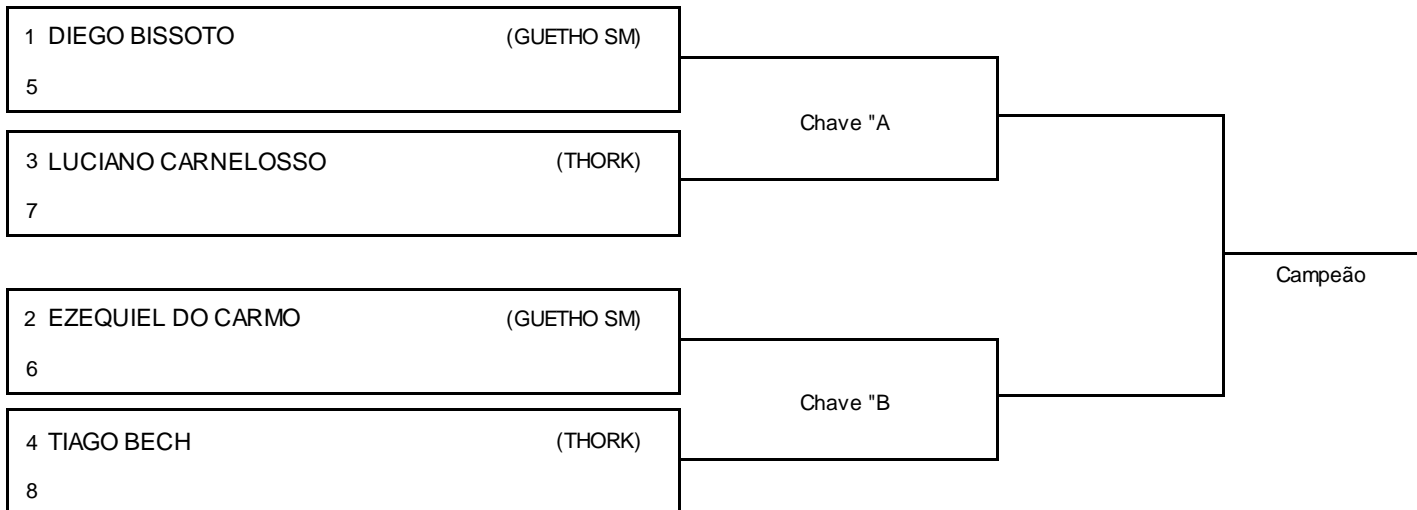 1 DIEGO BISSOTO (GUETHO SM)
5
Chave "A
3 LUCIANO CARNELOSSO (THORK)
7
Campeão
2 EZEQUIEL DO CARMO (GUETHO SM)
6
Chave "B
4 TIAGO BECH (THORK)
8